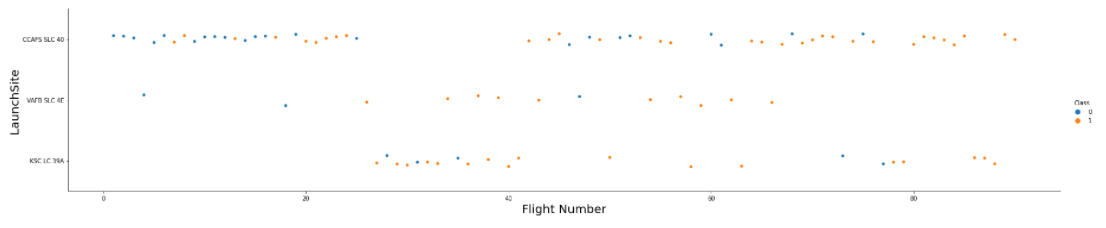 CCAFS SLC 40
VAFB SLC 4E
KSC LC 39A
LaunchSite
0 20 40 60 80
Flight Number
Class
0
1